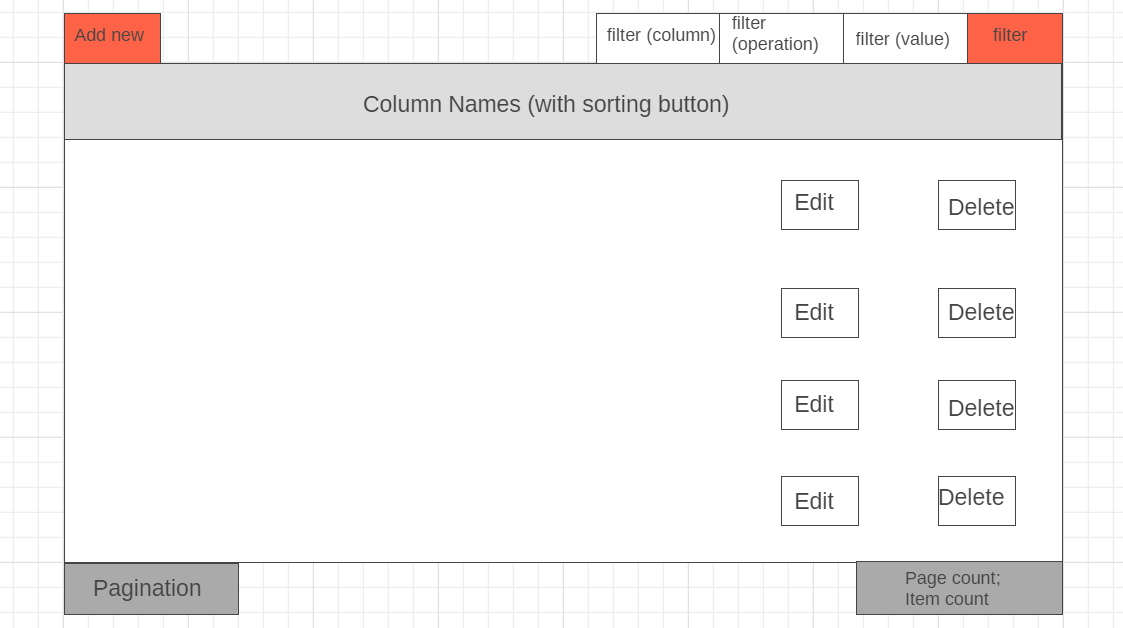 Add new
filter (column)
filter
(operation)
filter (value)
filter
Column Names (with sorting button)
Edit
Delete
Edit
Delete
Edit
Delete
Edit
Delete
Pagination
Page count;
Item count